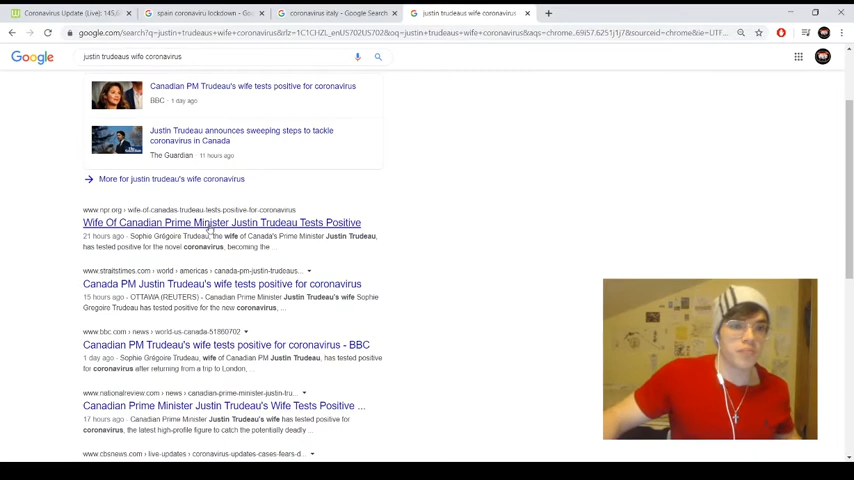 Coronavirus Update (Live): 145,6
spain coronaviru lockdown - Goo
coronavirus italy - Google Search
justin trudeaus wife coronavirus
google.com/search?q=justin+trudeaus+wife+coronavirus&rlz=1C1CHZL_enUS702US702&oq=justin+trudeaus+wife+coronavirus&aqs=chrome..69i57.6251j1j7&sourceid=chrome&ie=UTF...
Google
justin trudeaus wife coronavirus
Canadian PM Trudeau's wife tests positive for coronavirus
BBC · 1 day ago
Justin Trudeau announces sweeping steps to tackle
coronavirus in Canada
The Guardian · 11 hours ago
More for justin trudeau's wife coronavirus
www.npr.org › wife-of-canadas-trudeau-tests-positive-for-coronavirus
Wife Of Canadian Prime Minister Justin Trudeau Tests Positive
21 hours ago - Sophie Grégoire Trudeau, the wife of Canada's Prime Minister Justin Trudeau,
has tested positive for the novel coronavirus, becoming the ...
www.straitstimes.com › world › americas › canada-pm-justin-trudeaus...
Canada PM Justin Trudeau's wife tests positive for coronavirus
15 hours ago - OTTAWA (REUTERS) - Canadian Prime Minister Justin Trudeau's wife Sophie
Gregoire Trudeau has tested positive for the new coronavirus, ...
www.bbc.com › news › world-us-canada-51860702
Canadian PM Trudeau's wife tests positive for coronavirus - BBC
1 day ago - Sophie Grégoire Trudeau, wife of Canadian PM Justin Trudeau, has tested positive
for coronavirus after returning from a trip to London, ...
www.nationalreview.com › news › canadian-prime-minister-justin-tru...
Canadian Prime Minister Justin Trudeau's Wife Tests Positive ...
17 hours ago - Canadian Prime Minister Justin Trudeau's wife has tested positive for
coronavirus, the latest high-profile figure to catch the potentially deadly ...
www.cbsnews.com › live-updates › coronavirus-updates-cases-fears-d...